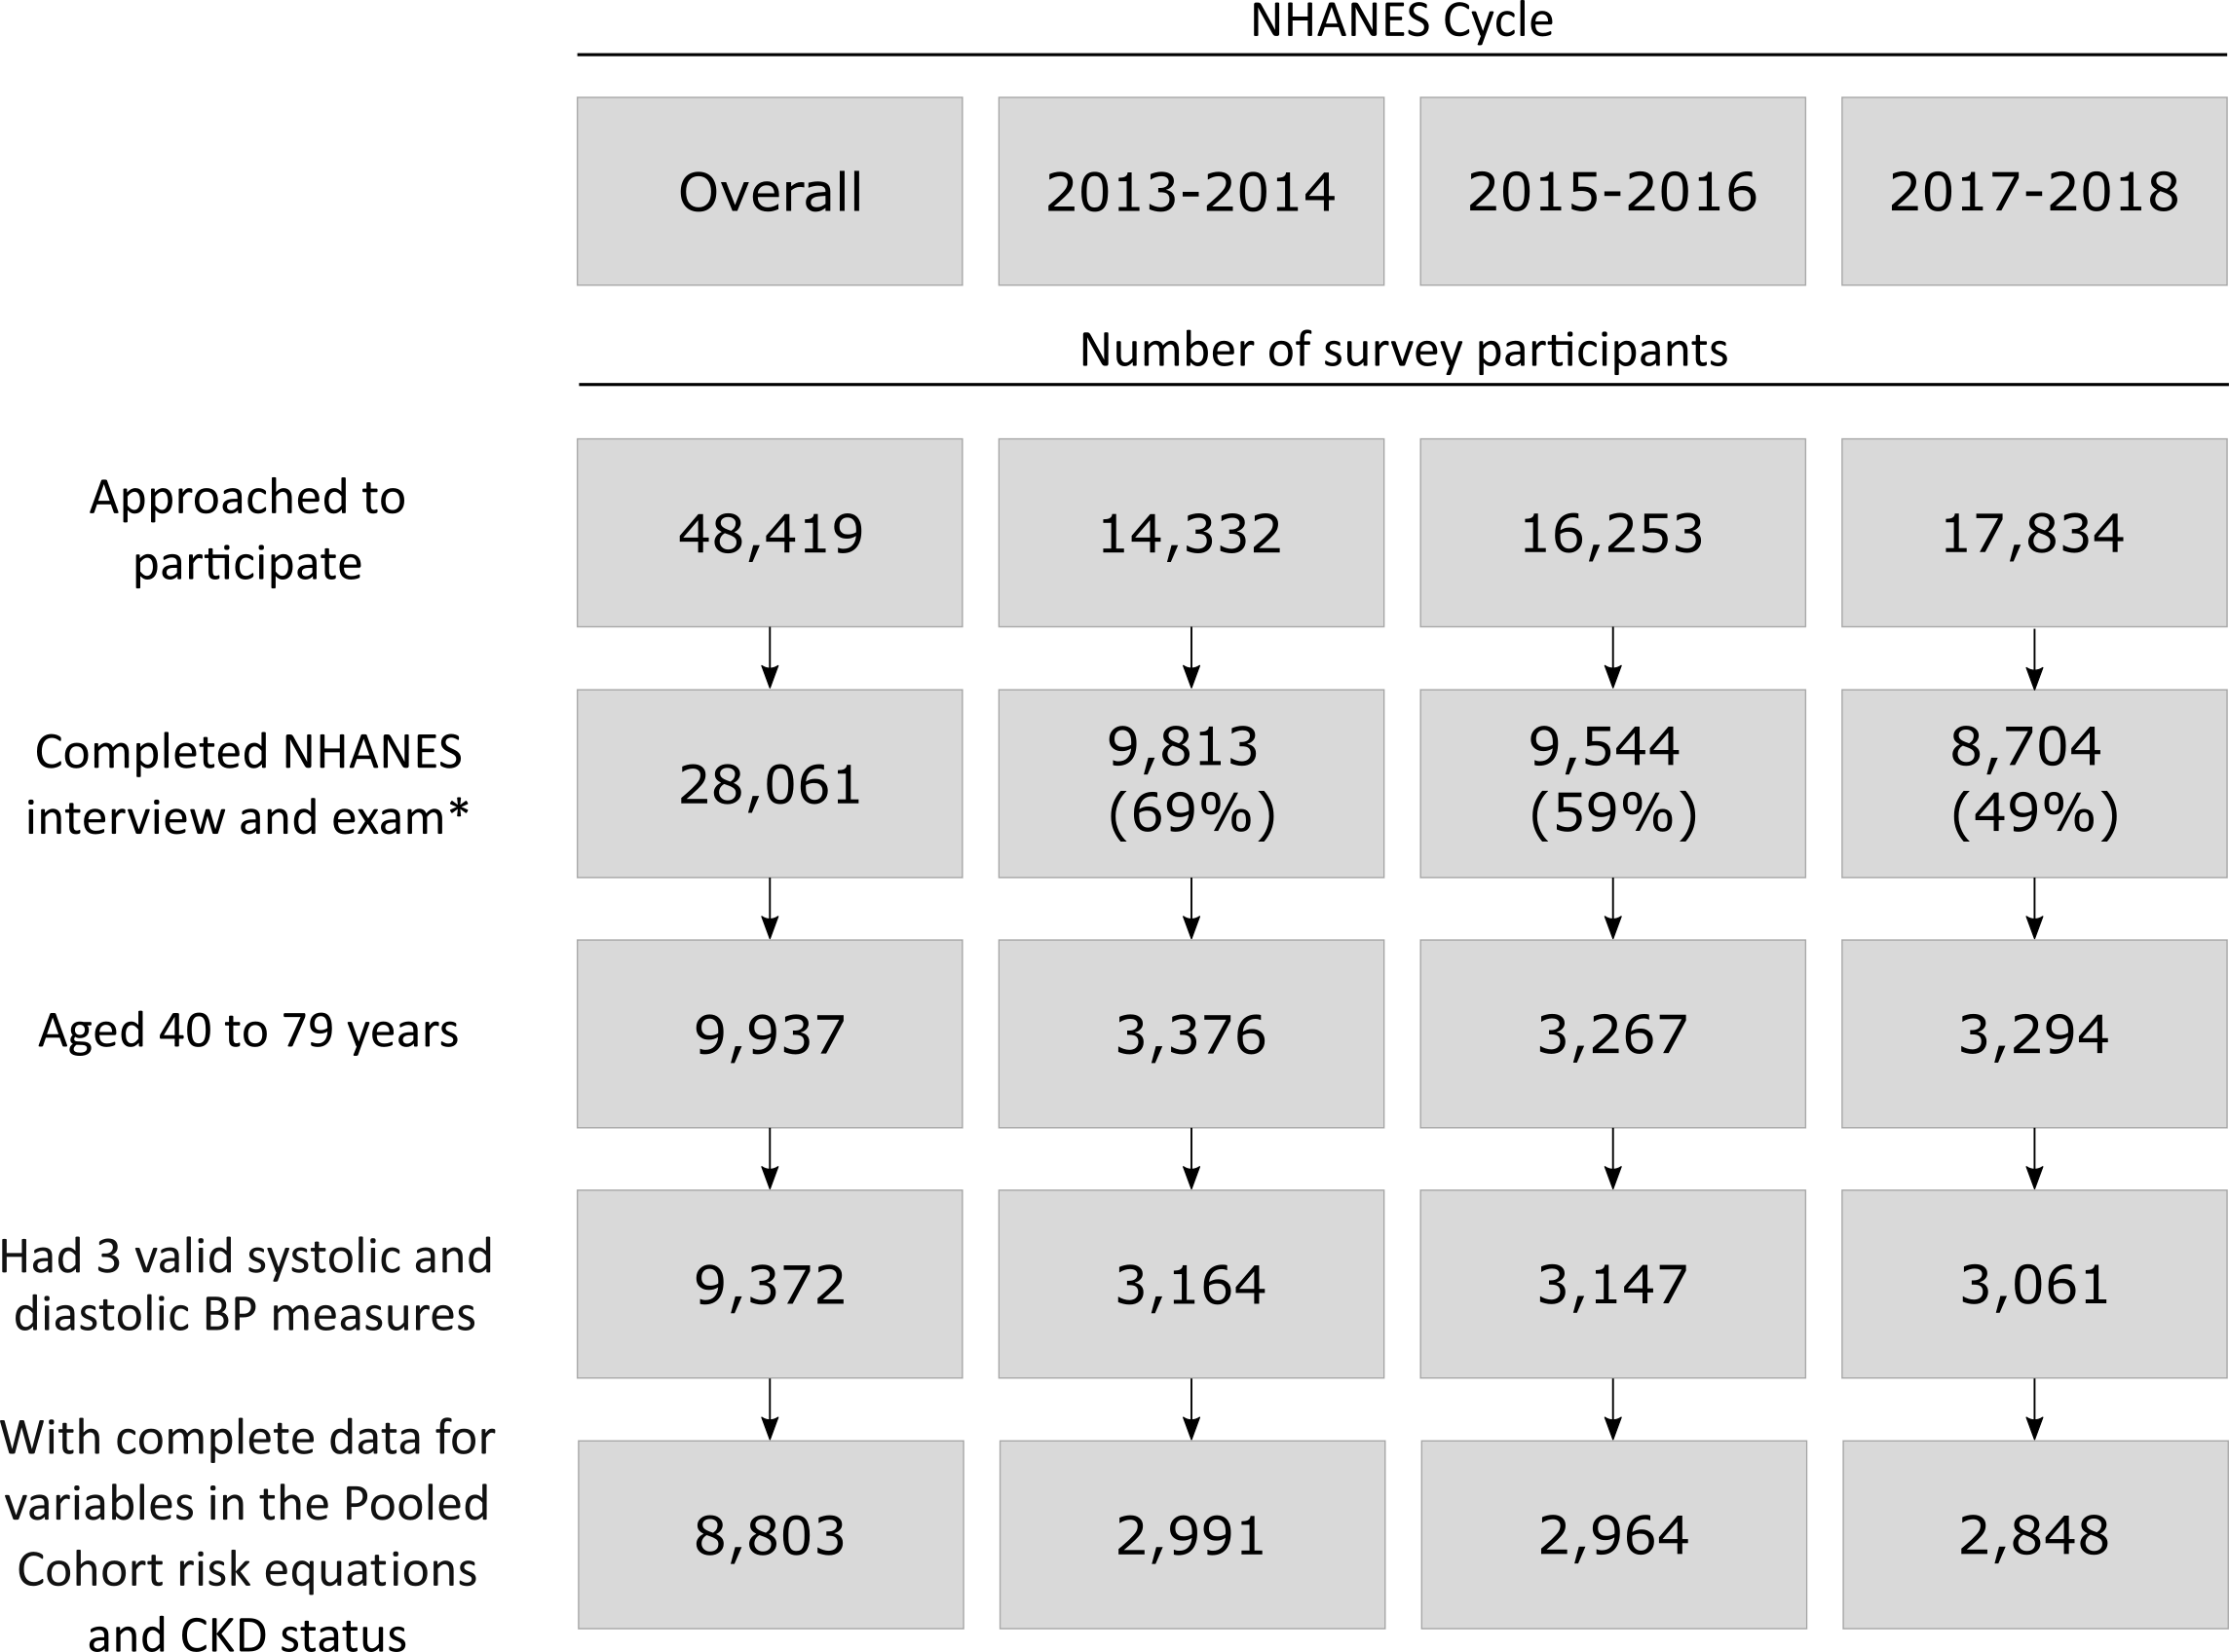 NHANES Cycle
Overall
2013-2014
2015-2016
2017-2018
Number of survey participants
Approached to
participate
48,419
14,332
16,253
17,834
Completed NHANES
interview and exam*
28,061
9,813
(69%)
9,544
(59%)
8,704
(49%)
Aged 40 to 79 years
9,937
3,376
3,267
3,294
Had 3 valid systolic and
diastolic BP measures
9,372
3,164
3,147
3,061
With complete data for
variables in the Pooled
Cohort risk equations
and CKD status
8,803
2,991
2,964
2,848